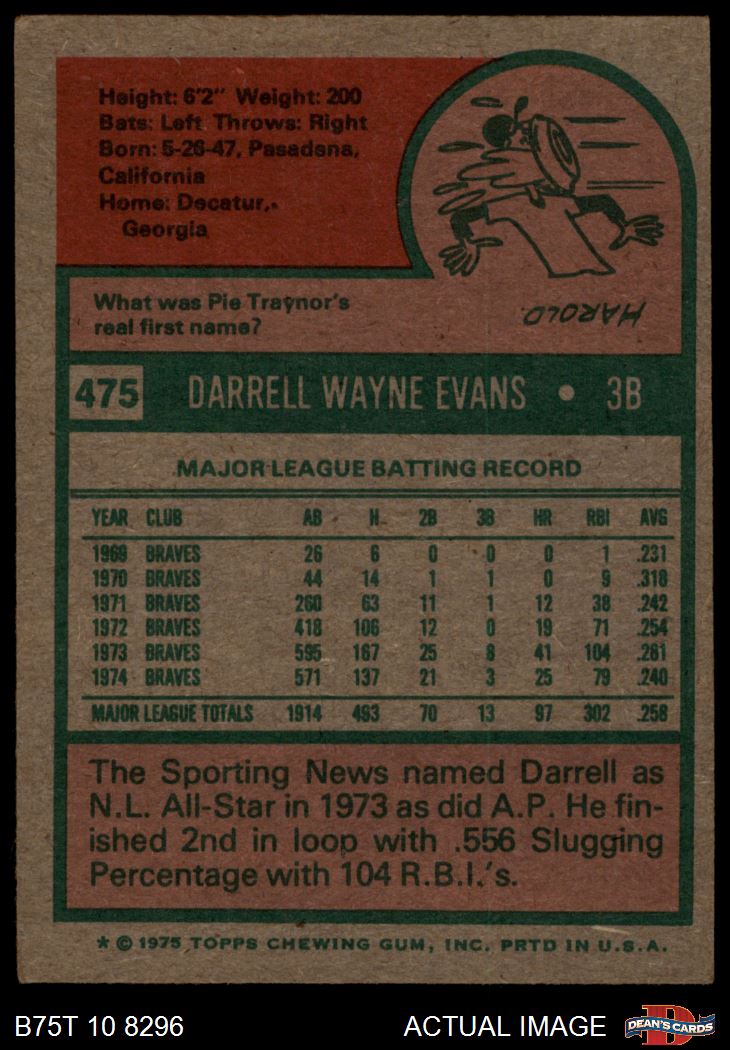 Height: 6'2" Weight: 200
Bats: Left Throws: Right
Born: 5-26-47, Pasadena,
California
Home: Decatur,
Georgia
What was Pie Traynor's
real first name?
HAROLD.
475 DARRELL WAYNE EVANS • 3B
MAJOR LEAGUE BATTING RECORD
YEAR CLUB AB H 2B 3B HR RBI AVG
1969 BRAVES 26 6 0 0 0 1 .231
1970 BRAVES 44 14 1 1 0 9 .318
1971 BRAVES 260 63 11 1 12 38 .242
1972 BRAVES 418 106 12 0 19 71 .254
1973 BRAVES 595 167 25 8 41 104 .281
1974 BRAVES 571 137 21 3 25 79 .240
MAJOR LEAGUE TOTALS 1914 493 70 13 97 302 .258
The Sporting News named Darrell as
N.L. All-Star in 1973 as did A.P. He fin-
ished 2nd in loop with .556 Slugging
Percentage with 104 R.B.I.'s.
* © 1975 TOPPS CHEWING GUM, INC. PRTD IN U.S.A.
B75T 10 8296 ACTUAL IMAGE
D
DEAN'S CARDS